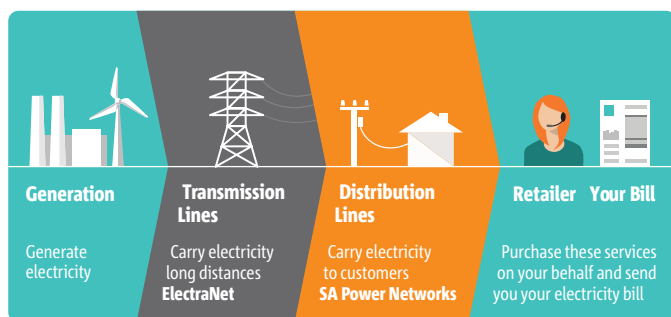 Generation
Generate
electricity
Transmission
Lines
Carry electricity
long distances
ElectraNet
Distribution
Lines
Carry electricity
to customers
SA Power Networks
Retailer Your Bill
Purchase these services
on your behalf and send
you your electricity bill